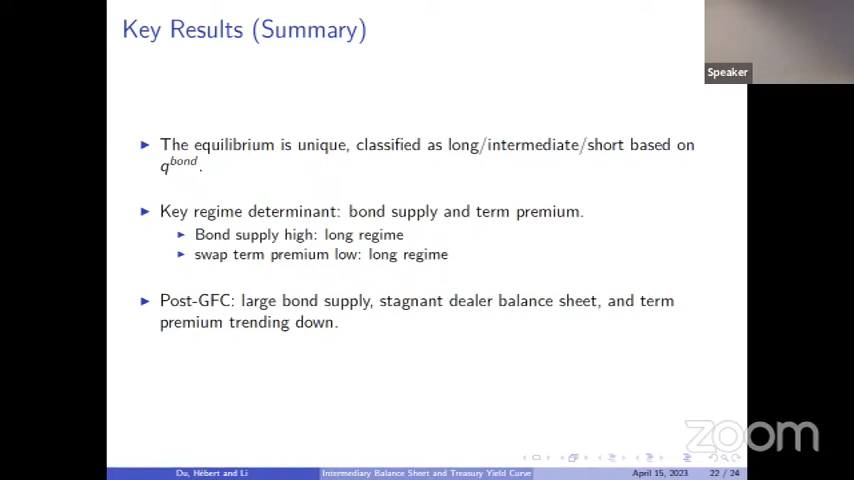 Key Results (Summary)
Speaker
▶ The equilibrium is unique, classified as long/intermediate/short based on
q^bond.
▶ Key regime determinant: bond supply and term premium.
▶ Bond supply high: long regime
▶ swap term premium low: long regime
▶ Post-GFC: large bond supply, stagnant dealer balance sheet, and term
premium trending down.
zoom
Du, Hébert and Li Intermediary Balance Sheet and Treasury Yield Curve April 15, 2023 22 / 24